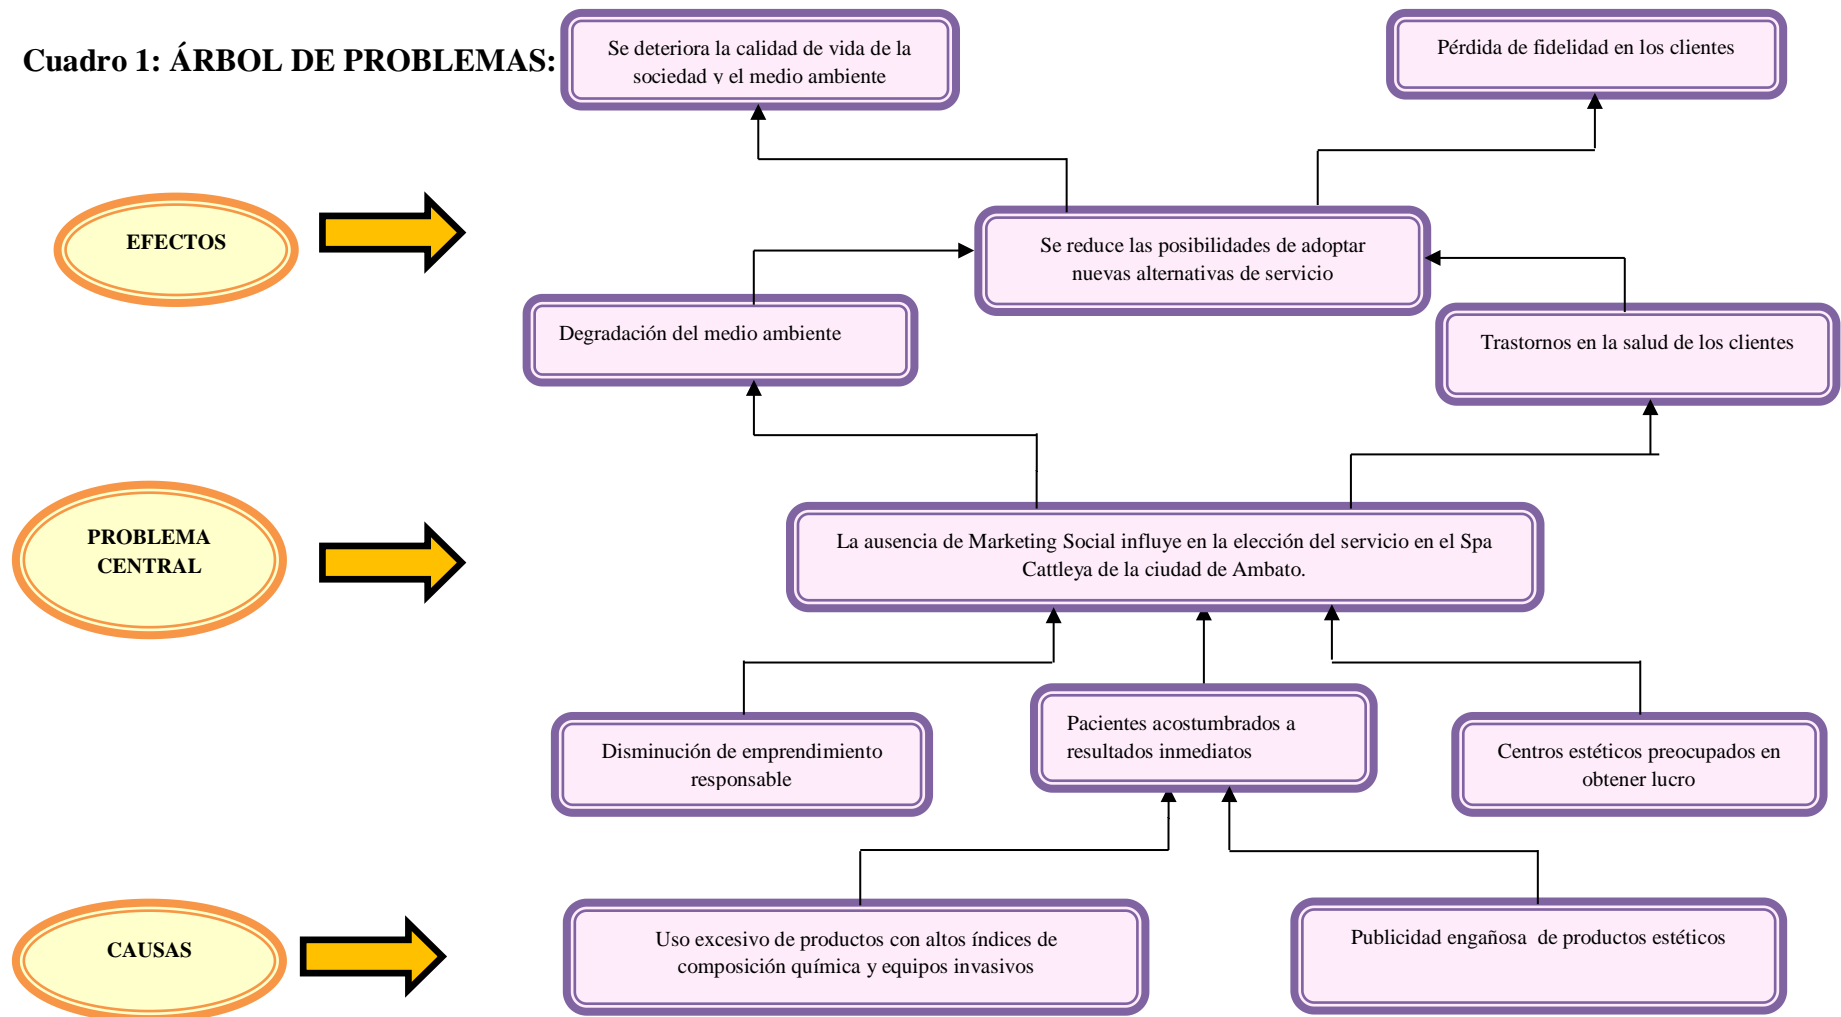 Cuadro 1: ÁRBOL DE PROBLEMAS:
Se deteriora la calidad de vida de la
sociedad y el medio ambiente
Pérdida de fidelidad en los clientes
EFECTOS
Se reduce las posibilidades de adoptar
nuevas alternativas de servicio
Degradación del medio ambiente
Trastornos en la salud de los clientes
PROBLEMA
CENTRAL
La ausencia de Marketing Social influye en la elección del servicio en el Spa
Cattleya de la ciudad de Ambato.
Disminución de emprendimiento
responsable
Pacientes acostumbrados a
resultados inmediatos
Centros estéticos preocupados en
obtener lucro
CAUSAS
Uso excesivo de productos con altos índices de
composición química y equipos invasivos
Publicidad engañosa  de productos estéticos